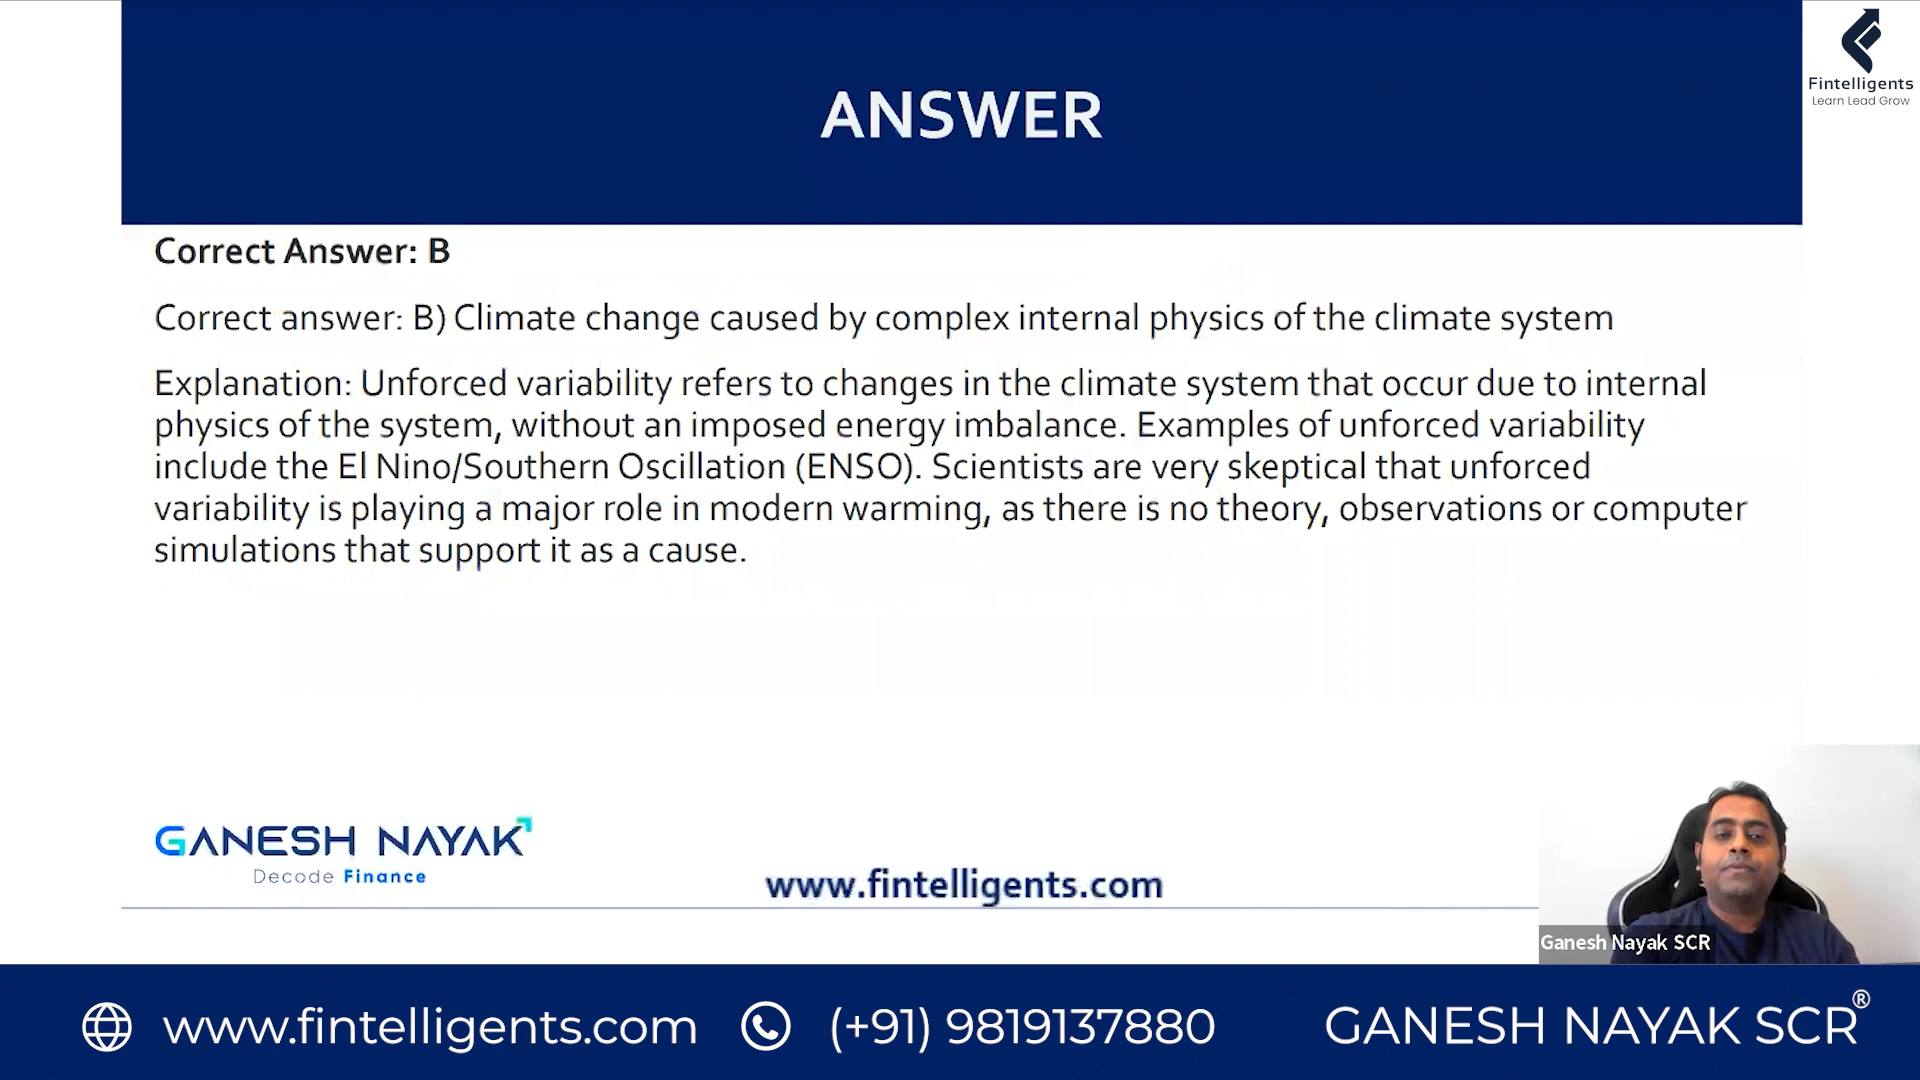 Fintelligents
Learn Lead Grow
ANSWER
Correct Answer: B
Correct answer: B) Climate change caused by complex internal physics of the climate system
Explanation: Unforced variability refers to changes in the climate system that occur due to internal
physics of the system, without an imposed energy imbalance. Examples of unforced variability
include the El Nino/Southern Oscillation (ENSO). Scientists are very skeptical that unforced
variability is playing a major role in modern warming, as there is no theory, observations or computer
simulations that support it as a cause.
GANESH NAYAK
Decode Finance
www.fintelligents.com
Ganesh Nayak SCR
www.fintelligents.com
(+91) 9819137880
GANESH NAYAK SCR®